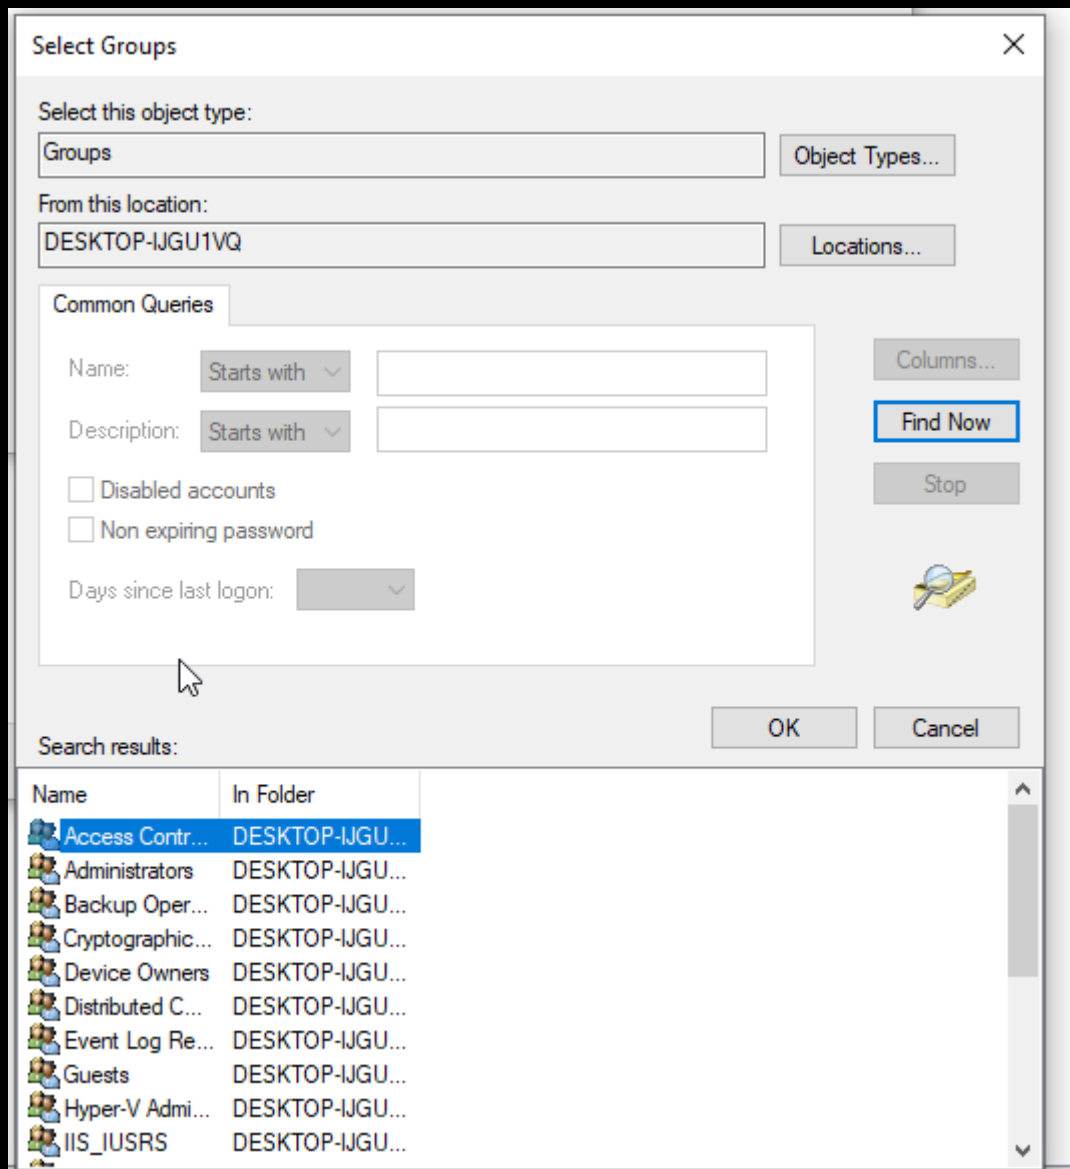 Select Groups
Select this object type:
Groups
Object Types...
From this location:
DESKTOP-IJGU1VQ
Locations...
Common Queries
Name: Starts with
Columns...
Description: Starts with
Find Now
Disabled accounts
Stop
Non expiring password
Days since last logon:
OK Cancel
Search results:
Name In Folder
Access Contr... DESKTOP-IJGU...
Administrators DESKTOP-IJGU...
Backup Oper... DESKTOP-IJGU...
Cryptographic... DESKTOP-IJGU...
Device Owners DESKTOP-IJGU...
Distributed C... DESKTOP-IJGU...
Event Log Re... DESKTOP-IJGU...
Guests DESKTOP-IJGU...
Hyper-V Admi... DESKTOP-IJGU...
IIS_IUSRS DESKTOP-IJGU...